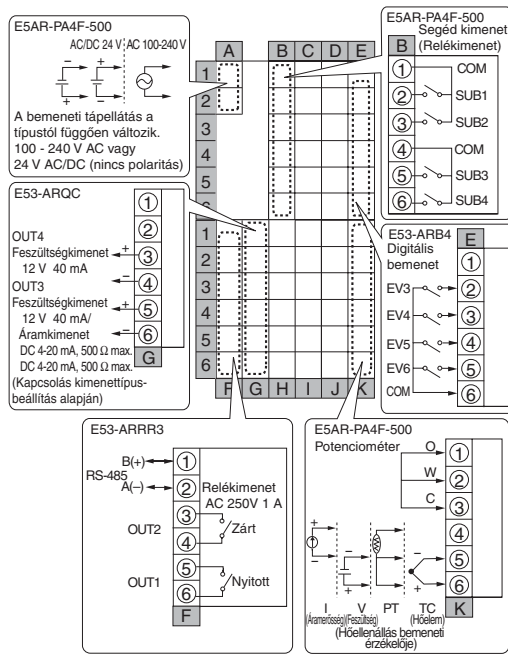 E5AR-PA4F-500
AC/DC 24 V AC 100-240 V
A bemeneti tápellátás a
típustól függően változik.
100 - 240 V AC vagy
24 V AC/DC (nincs polaritás)
A B C D E
1
2
3
4
5
6
1
2
3
4
5
6
F G H I J K
E5AR-PA4F-500
Segéd kimenet
(Relékimenet)
B
1 COM
2 SUB1
3 SUB2
4 COM
5 SUB3
6 SUB4
E53-ARQC
1
2
OUT4
Feszültségkimenet + 3
12 V 40 mA
OUT3 − 4
Feszültségkimenet + 5
12 V 40 mA/
Áramkimenet − 6
DC 4-20 mA, 500 Ω max.
DC 4-20 mA, 500 Ω max.
(Kapcsolás kimenettípus-
beállítás alapján)
G
E53-ARB4
Digitális
bemenet
E
1
EV3 2
EV4 3
EV5 4
EV6 5
COM 6
E53-ARRR3
B(+) 1
RS-485
A(−) 2
Relékimenet
AC 250V 1 A
3
OUT2 Zárt
4
5
OUT1 Nyitott
6
F
E5AR-PA4F-500
Potenciométer
O 1
W 2
C 3
4
5
6
+ − − + − +
I V PT TC K
(Áramerősség) (Feszültség) (Hőelem)
(Hőellenállás bemeneti
érzékelője)